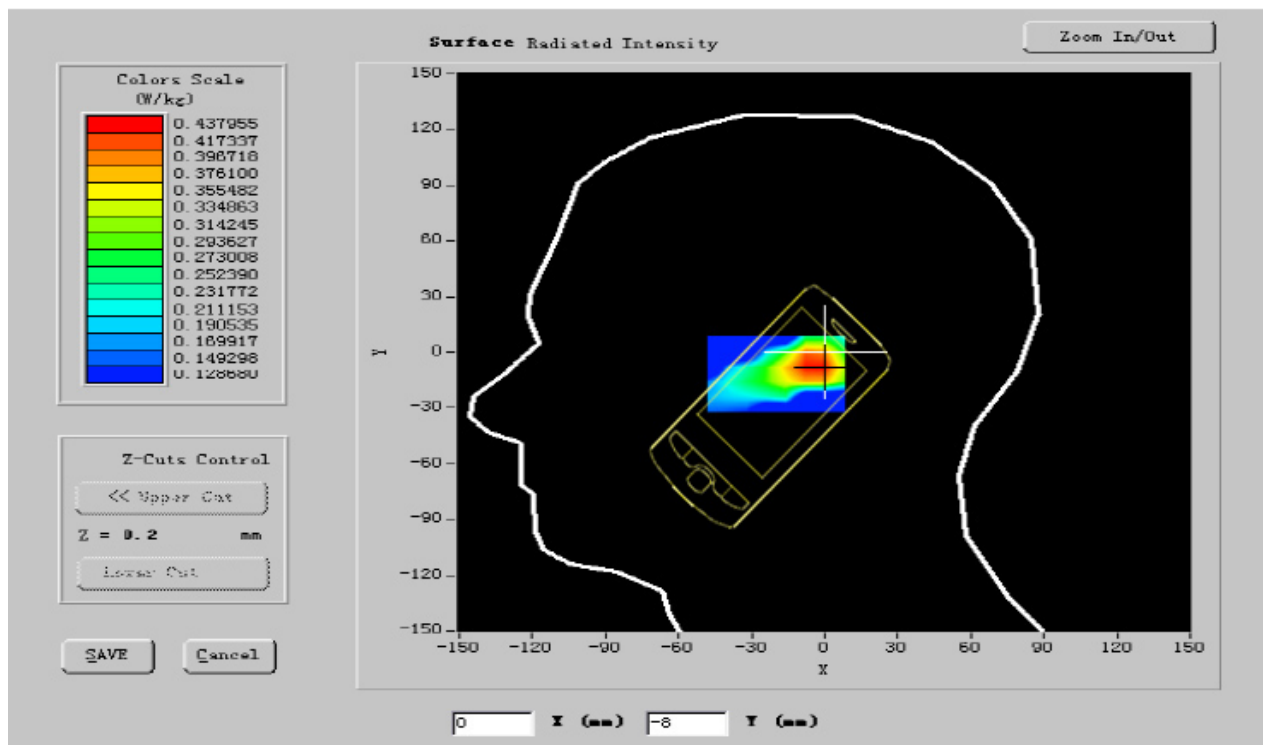 Surface Radiated Intensity
Zoom In/Out
Colors Scale
(W/kg)
0.437955
0.417337
0.396718
0.376100
0.355482
0.334863
0.314245
0.293627
0.273008
0.252390
0.231772
0.211153
0.190535
0.169917
0.149298
0.128680
Z-Cuts Control
<< Upper Cut
Z = 0.2 mm
Lower Cut
SAVE
Cancel
150
120
90
60
30
0
-30
-60
-90
-120
-150
Y
-150 -120 -90 -60 -30 0 30 60 90 120 150
X
0 X (mm) -8 Y (mm)